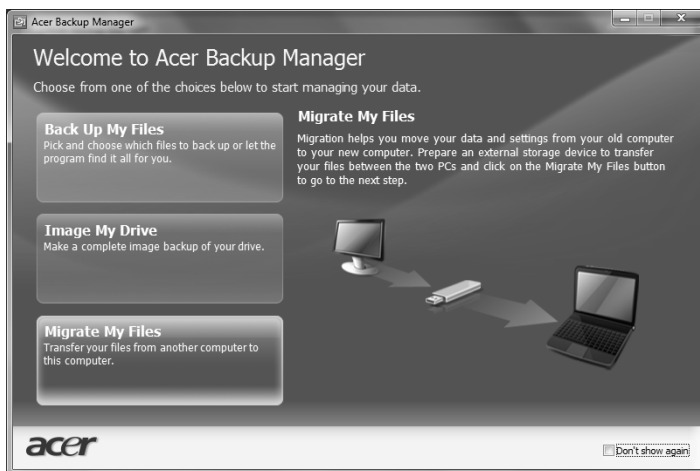 Acer Backup Manager
Welcome to Acer Backup Manager
Choose from one of the choices below to start managing your data.
Back Up My Files
Pick and choose which files to back up or let the
program find it all for you.
Image My Drive
Make a complete image backup of your drive.
Migrate My Files
Transfer your files from another computer to
this computer.
Migrate My Files
Migration helps you move your data and settings from your old computer
to your new computer. Prepare an external storage device to transfer
your files between the two PCs and click on the Migrate My Files button
to go to the next step.
acer
Don't show again